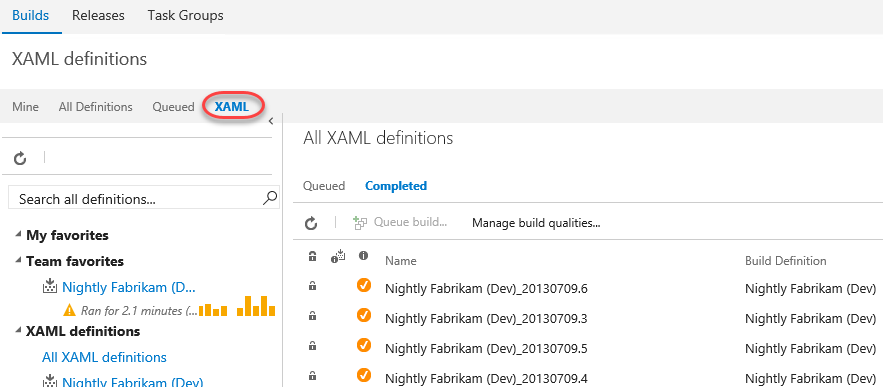 Builds Releases Task Groups
XAML definitions
Mine All Definitions Queued XAML
All XAML definitions
Queued Completed
Queue build... Manage build qualities...
Search all definitions...
My favorites
Team favorites
Nightly Fabrikam (D...
Ran for 2.1 minutes (...
XAML definitions
All XAML definitions
Nightly Fabrikam (Dev)
Name Build Definition
Nightly Fabrikam (Dev)_20130709.6 Nightly Fabrikam (Dev)
Nightly Fabrikam (Dev)_20130709.3 Nightly Fabrikam (Dev)
Nightly Fabrikam (Dev)_20130709.5 Nightly Fabrikam (Dev)
Nightly Fabrikam (Dev)_20130709.4 Nightly Fabrikam (Dev)